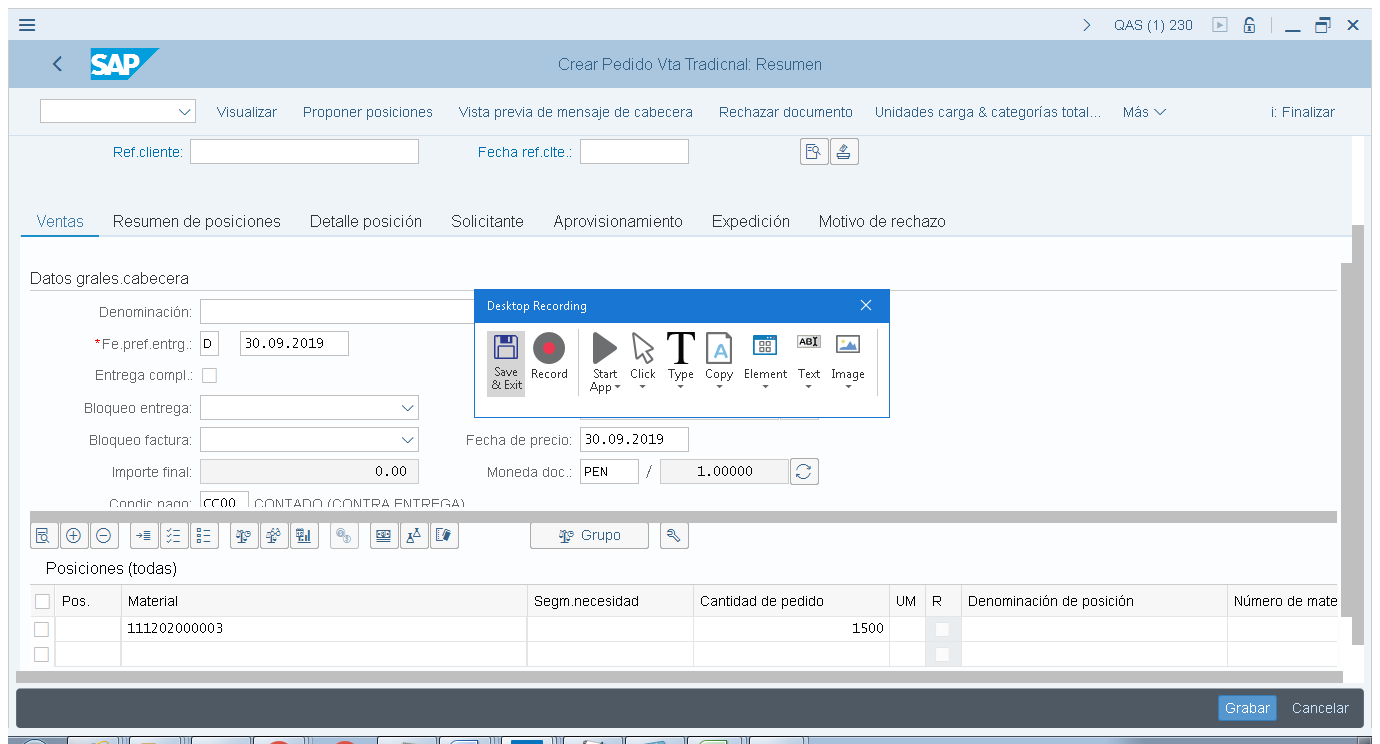 QAS (1) 230
SAP
Crear Pedido Vta Tradicnal: Resumen
Visualizar Proponer posiciones Vista previa de mensaje de cabecera Rechazar documento Unidades carga & categorías total... Más i: Finalizar
Ref.cliente: Fecha ref.clte.:
Ventas Resumen de posiciones Detalle posición Solicitante Aprovisionamiento Expedición Motivo de rechazo
Datos grales.cabecera
Denominación:
*Fe.pref.entrg.: D 30.09.2019
Entrega compl.:
Bloqueo entrega:
Bloqueo factura: Fecha de precio: 30.09.2019
Importe final: 0.00 Moneda doc.: PEN / 1.00000
Condic.pago: CC00 CONTADO (CONTRA ENTREGA)
Desktop Recording
Save & Exit
Record
Start App
Click
Type
Copy
Element
ABI
Text
Image
Grupo
Posiciones (todas)
Pos. Material Segm.necesidad Cantidad de pedido UM R Denominación de posición Número de mate
111202000003 1500
Grabar Cancelar